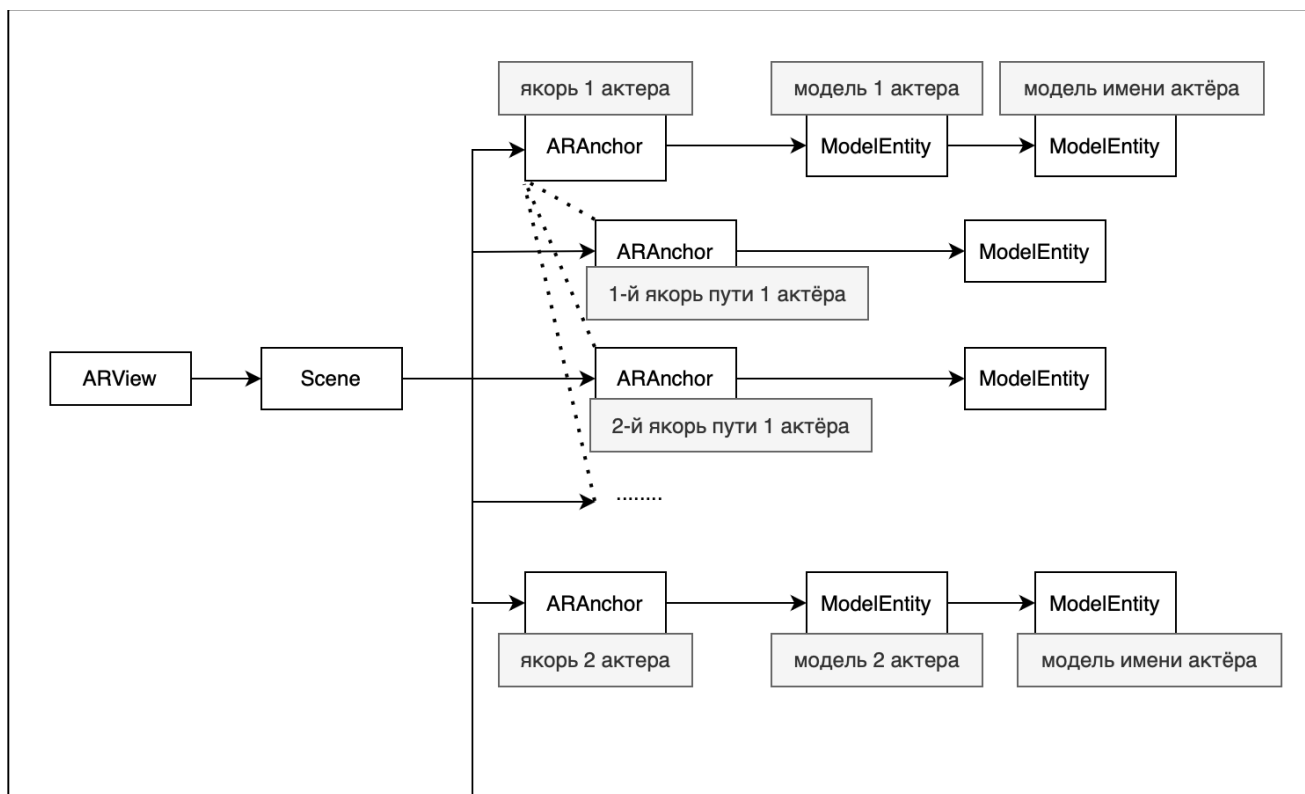 якорь 1 актера
модель 1 актера
модель имени актёра
ARAnchor
ModelEntity
ModelEntity
ARAnchor
ModelEntity
1-й якорь пути 1 актёра
ARView
Scene
ARAnchor
ModelEntity
2-й якорь пути 1 актёра
........
ARAnchor
ModelEntity
ModelEntity
якорь 2 актера
модель 2 актера
модель имени актёра